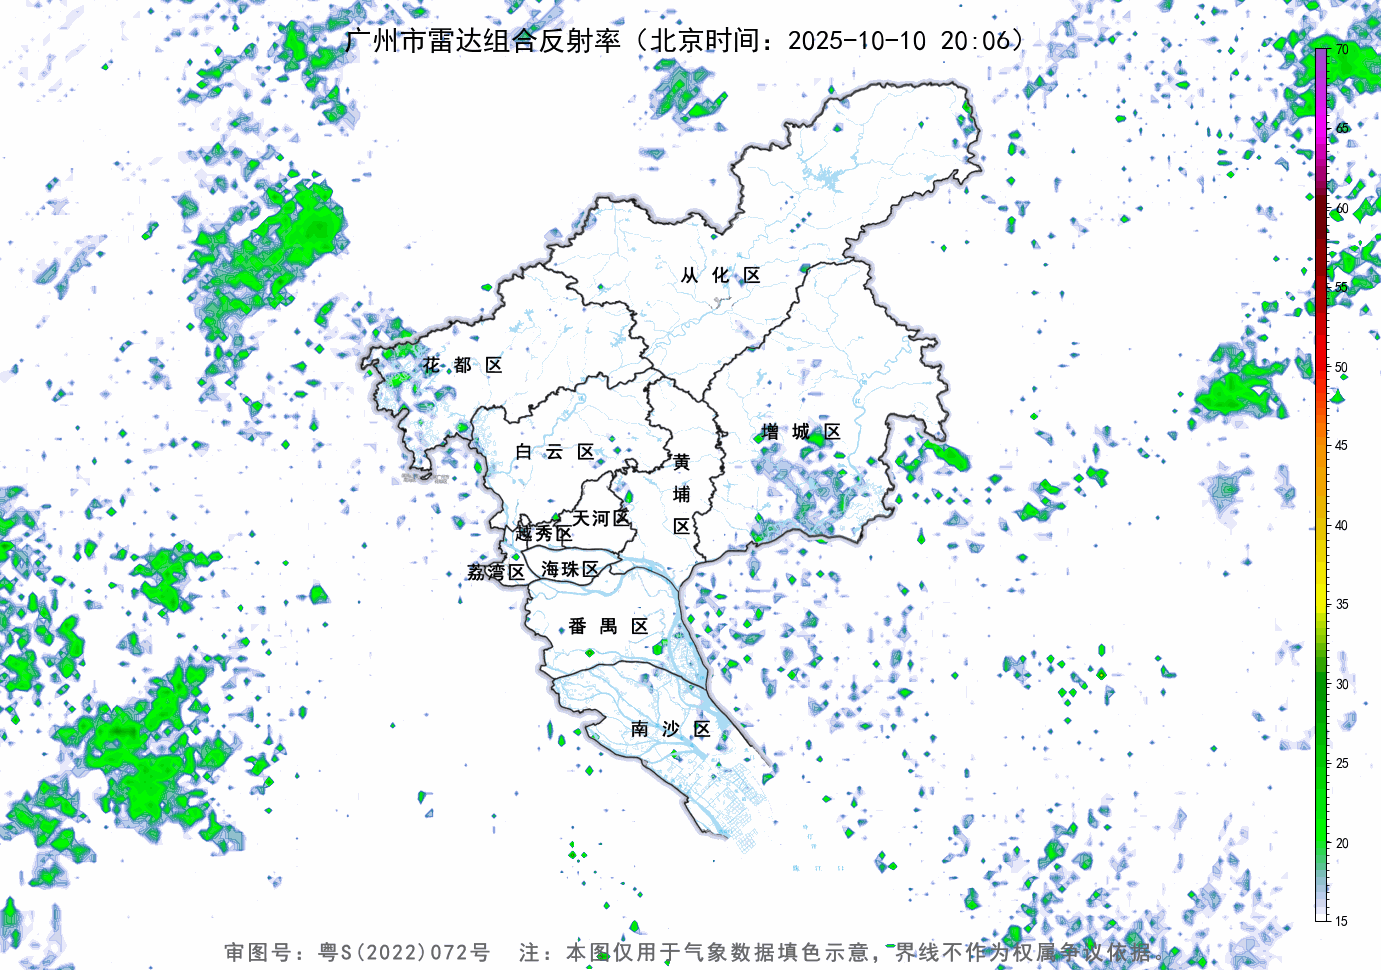 广州市雷达组合反射率（北京时间：2025-10-10 20:06）
70
65
60
55
50
45
40
35
30
25
20
15
从化区
花都区
增城区
白云区
黄埔区
天河区
越秀区
海珠区
荔湾区
番禺区
南沙区
审图号：粤S(2022)072号 注：本图仅用于气象数据填色示意，界线不作为权属争议依据。